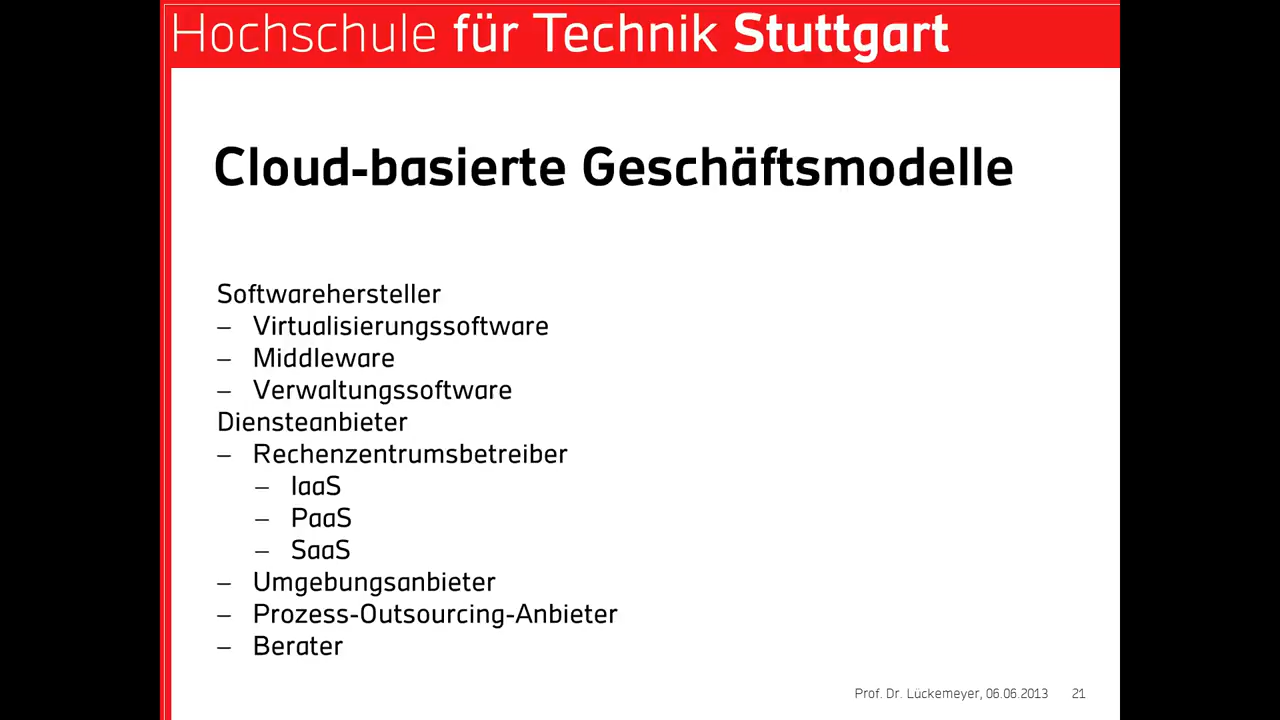 Hochschule für Technik Stuttgart
Cloud-basierte Geschäftsmodelle
Softwarehersteller
– Virtualisierungssoftware
– Middleware
– Verwaltungssoftware
Diensteanbieter
– Rechenzentrumsbetreiber
– IaaS
– PaaS
– SaaS
– Umgebungsanbieter
– Prozess-Outsourcing-Anbieter
– Berater
Prof. Dr. Lückemeyer, 06.06.2013 21